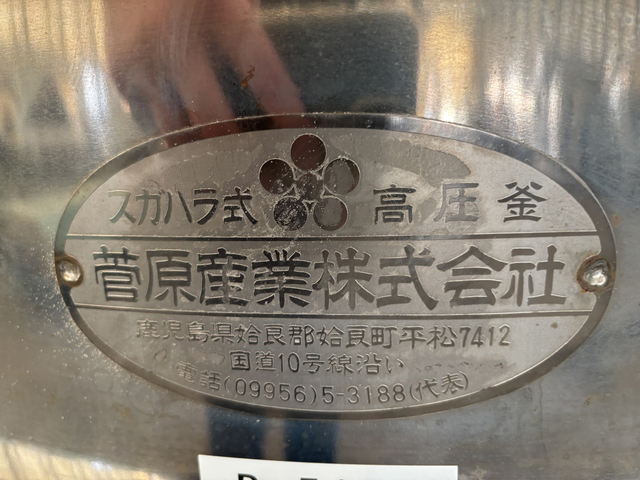 スガハラ式 高圧釜
菅原産業株式会社
鹿児島県姶良郡姶良町平松7412
国道10号線沿い
電話(09956)5-3188(代表)